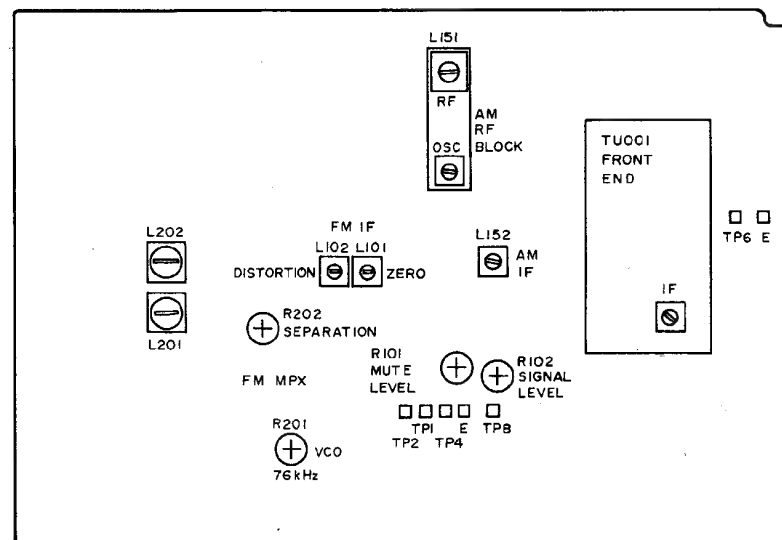 L151
RF
AM
RF
BLOCK
OSC
TU001
FRONT
END
TP6 E
IF
L202
L201
FM IF
L102 L101
DISTORTION
ZERO
L152
AM
IF
R202
SEPARATION
R101
MUTE
LEVEL
R102
SIGNAL
LEVEL
FM MPX
TP2 TP1 TP4 E TP8
R201
VCO
76kHz